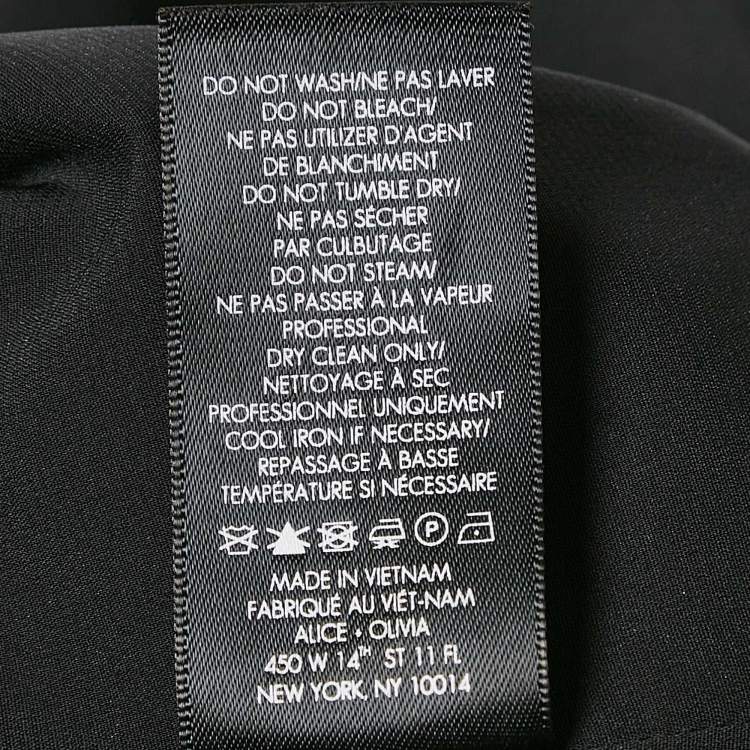 DO NOT WASH/NE PAS LAVER
DO NOT BLEACH/
NE PAS UTILIZER D'AGENT
DE BLANCHIMENT
DO NOT TUMBLE DRY/
NE PAS SÉCHER
PAR CULBUTAGE
DO NOT STEAM/
NE PAS PASSER À LA VAPEUR
PROFESSIONAL
DRY CLEAN ONLY/
NETTOYAGE À SEC
PROFESSIONNEL UNIQUEMENT
COOL IRON IF NECESSARY/
REPASSAGE À BASSE
TEMPÉRATURE SI NÉCESSAIRE
P
MADE IN VIETNAM
FABRIQUÉ AU VIÊT-NAM
ALICE + OLIVIA
450 W 14TH ST 11 FL
NEW YORK, NY 10014